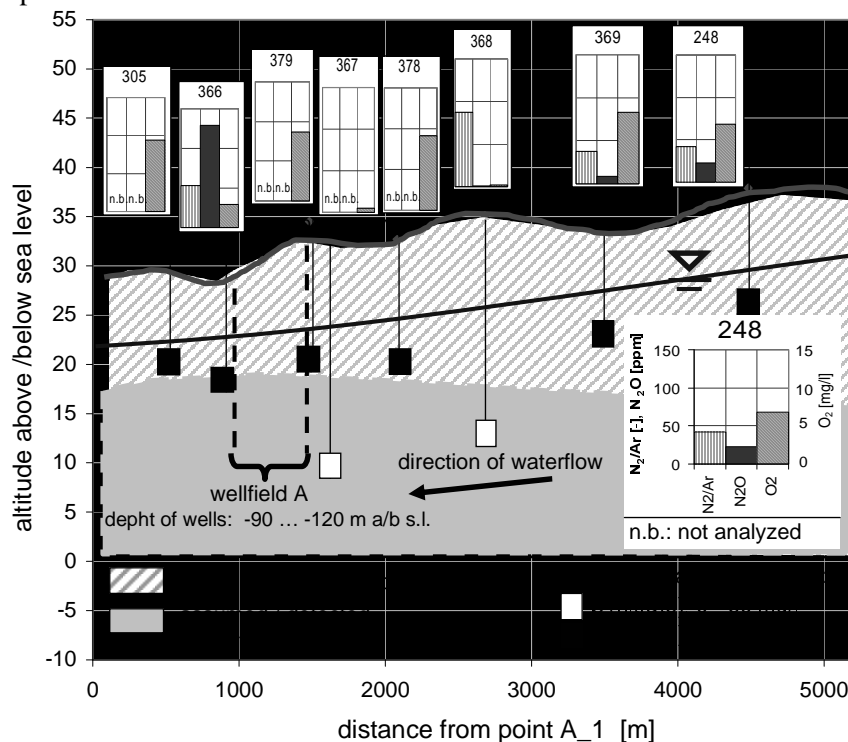 55
50
45
40
35
30
25
20
15
10
5
0
-5
-10
altitude above /below sea level
305
n.b. n.b.
366
379
n.b. n.b.
367
n.b. n.b.
378
n.b. n.b.
368
369
248
248
150
100
50
0
N2/Ar [-], N2O [ppm]
15
10
5
0
O2 [mg/l]
N2/Ar
N2O
O2
n.b.: not analyzed
direction of waterflow
wellfield A
depht of wells: -90 ... -120 m a/b s.l.
0
1000
2000
3000
4000
5000
distance from point A_1 [m]